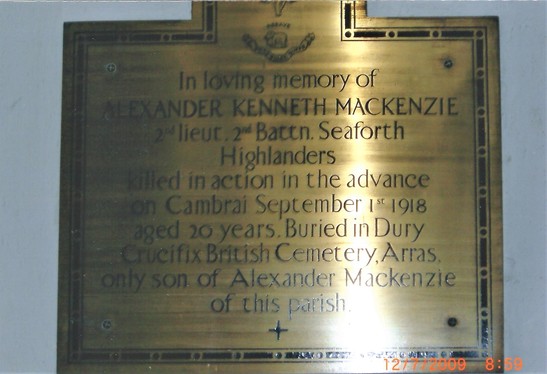 In loving memory of
ALEXANDER KENNETH MACKENZIE
2nd lieut. 2nd Battn. Seaforth
Highlanders
killed in action in the advance
on Cambrai September 1st 1918
aged 20 years. Buried in Dury
Crucifix British Cemetery, Arras.
only son of Alexander Mackenzie
of this parish.
12/7/2009 8:50